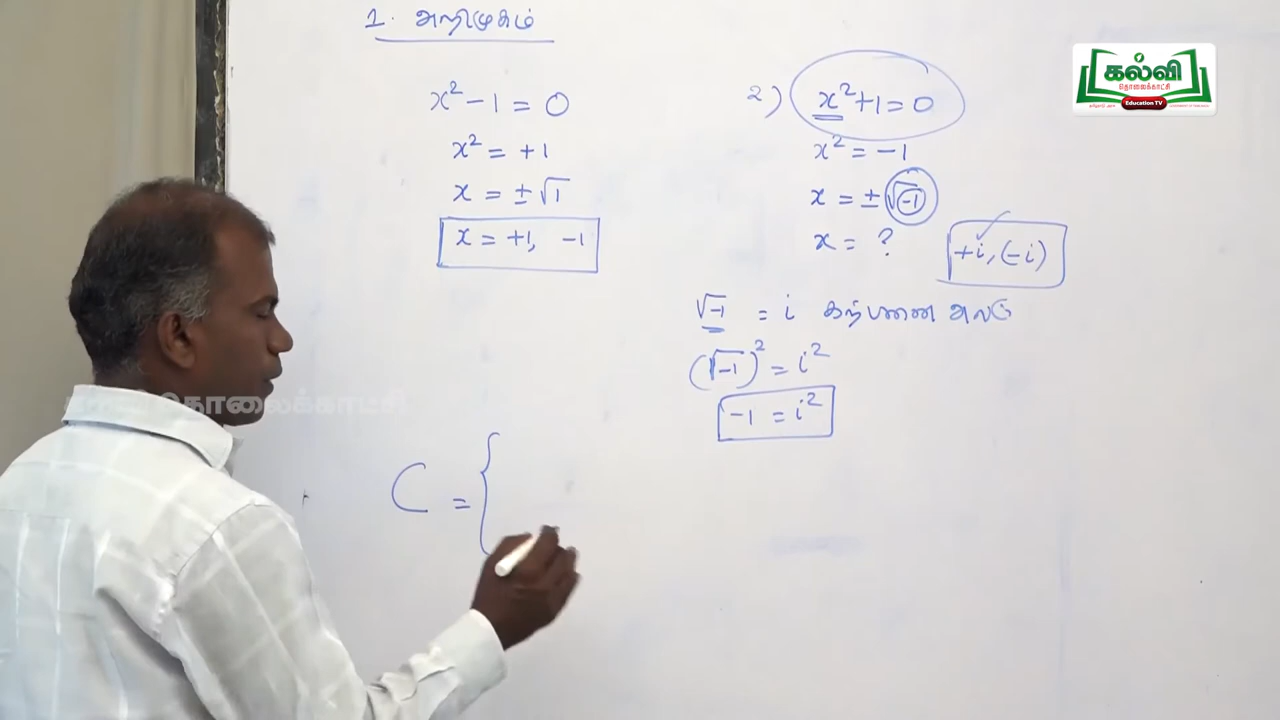 1. அறிமுகம்
x² - 1 = 0
x² = +1
x = ± √1
x = +1, -1
2) x² + 1 = 0
x² = -1
x = ± √-1
x = ?
+i, (-i)
√-1 = i கற்பனை அலகு
(√-1)² = i²
-1 = i²
C = {
கல்வி
தொலைக்காட்சி
Education TV
தொலைக்காட்சி